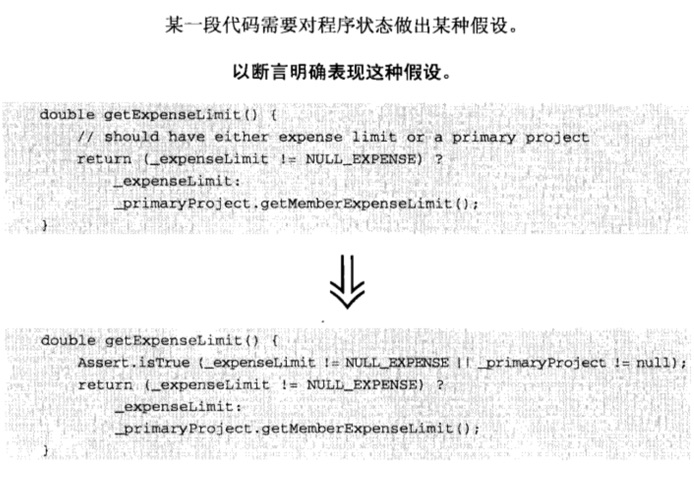 某一段代码需要对程序状态做出某种假设。
以断言明确表现这种假设。
double getExpenseLimit() {
// should have either expense limit or a primary project
return (_expenseLimit != NULL_EXPENSE) ?
_expenseLimit:
_primaryProject.getMemberExpenseLimit();
}
double getExpenseLimit() {
Assert.isTrue (_expenseLimit != NULL_EXPENSE || _primaryProject != null);
return (_expenseLimit != NULL_EXPENSE) ?
_expenseLimit:
_primaryProject.getMemberExpenseLimit();
}